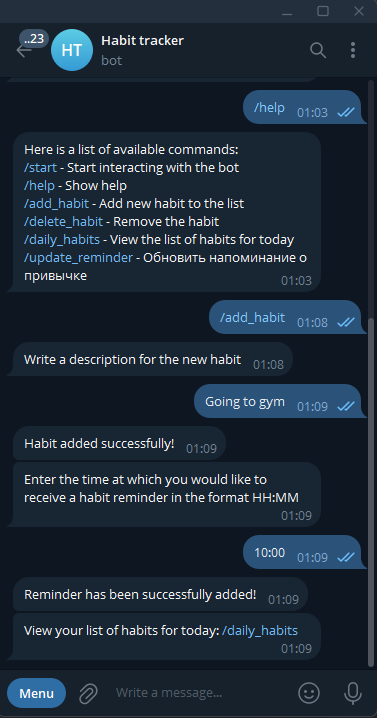 ..23
HT
Habit tracker
bot
/help
01:03
Here is a list of available commands:
/start - Start interacting with the bot
/help - Show help
/add_habit - Add new habit to the list
/delete_habit - Remove the habit
/daily_habits - View the list of habits for today
/update_reminder - Обновить напоминание о
привычке
01:03
/add_habit
01:08
Write a description for the new habit
01:08
Going to gym
01:09
Habit added successfully!
01:09
Enter the time at which you would like to
receive a habit reminder in the format HH:MM
01:09
10:00
01:09
Reminder has been successfully added!
01:09
View your list of habits for today: /daily_habits
01:09
Menu
Write a message...